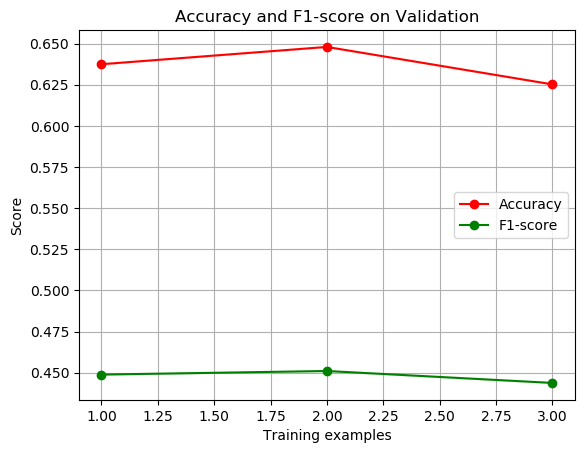 Accuracy and F1-score on Validation
Score
0.650
0.625
0.600
0.575
0.550
0.525
0.500
0.475
0.450
Accuracy
F1-score
1.00 1.25 1.50 1.75 2.00 2.25 2.50 2.75 3.00
Training examples